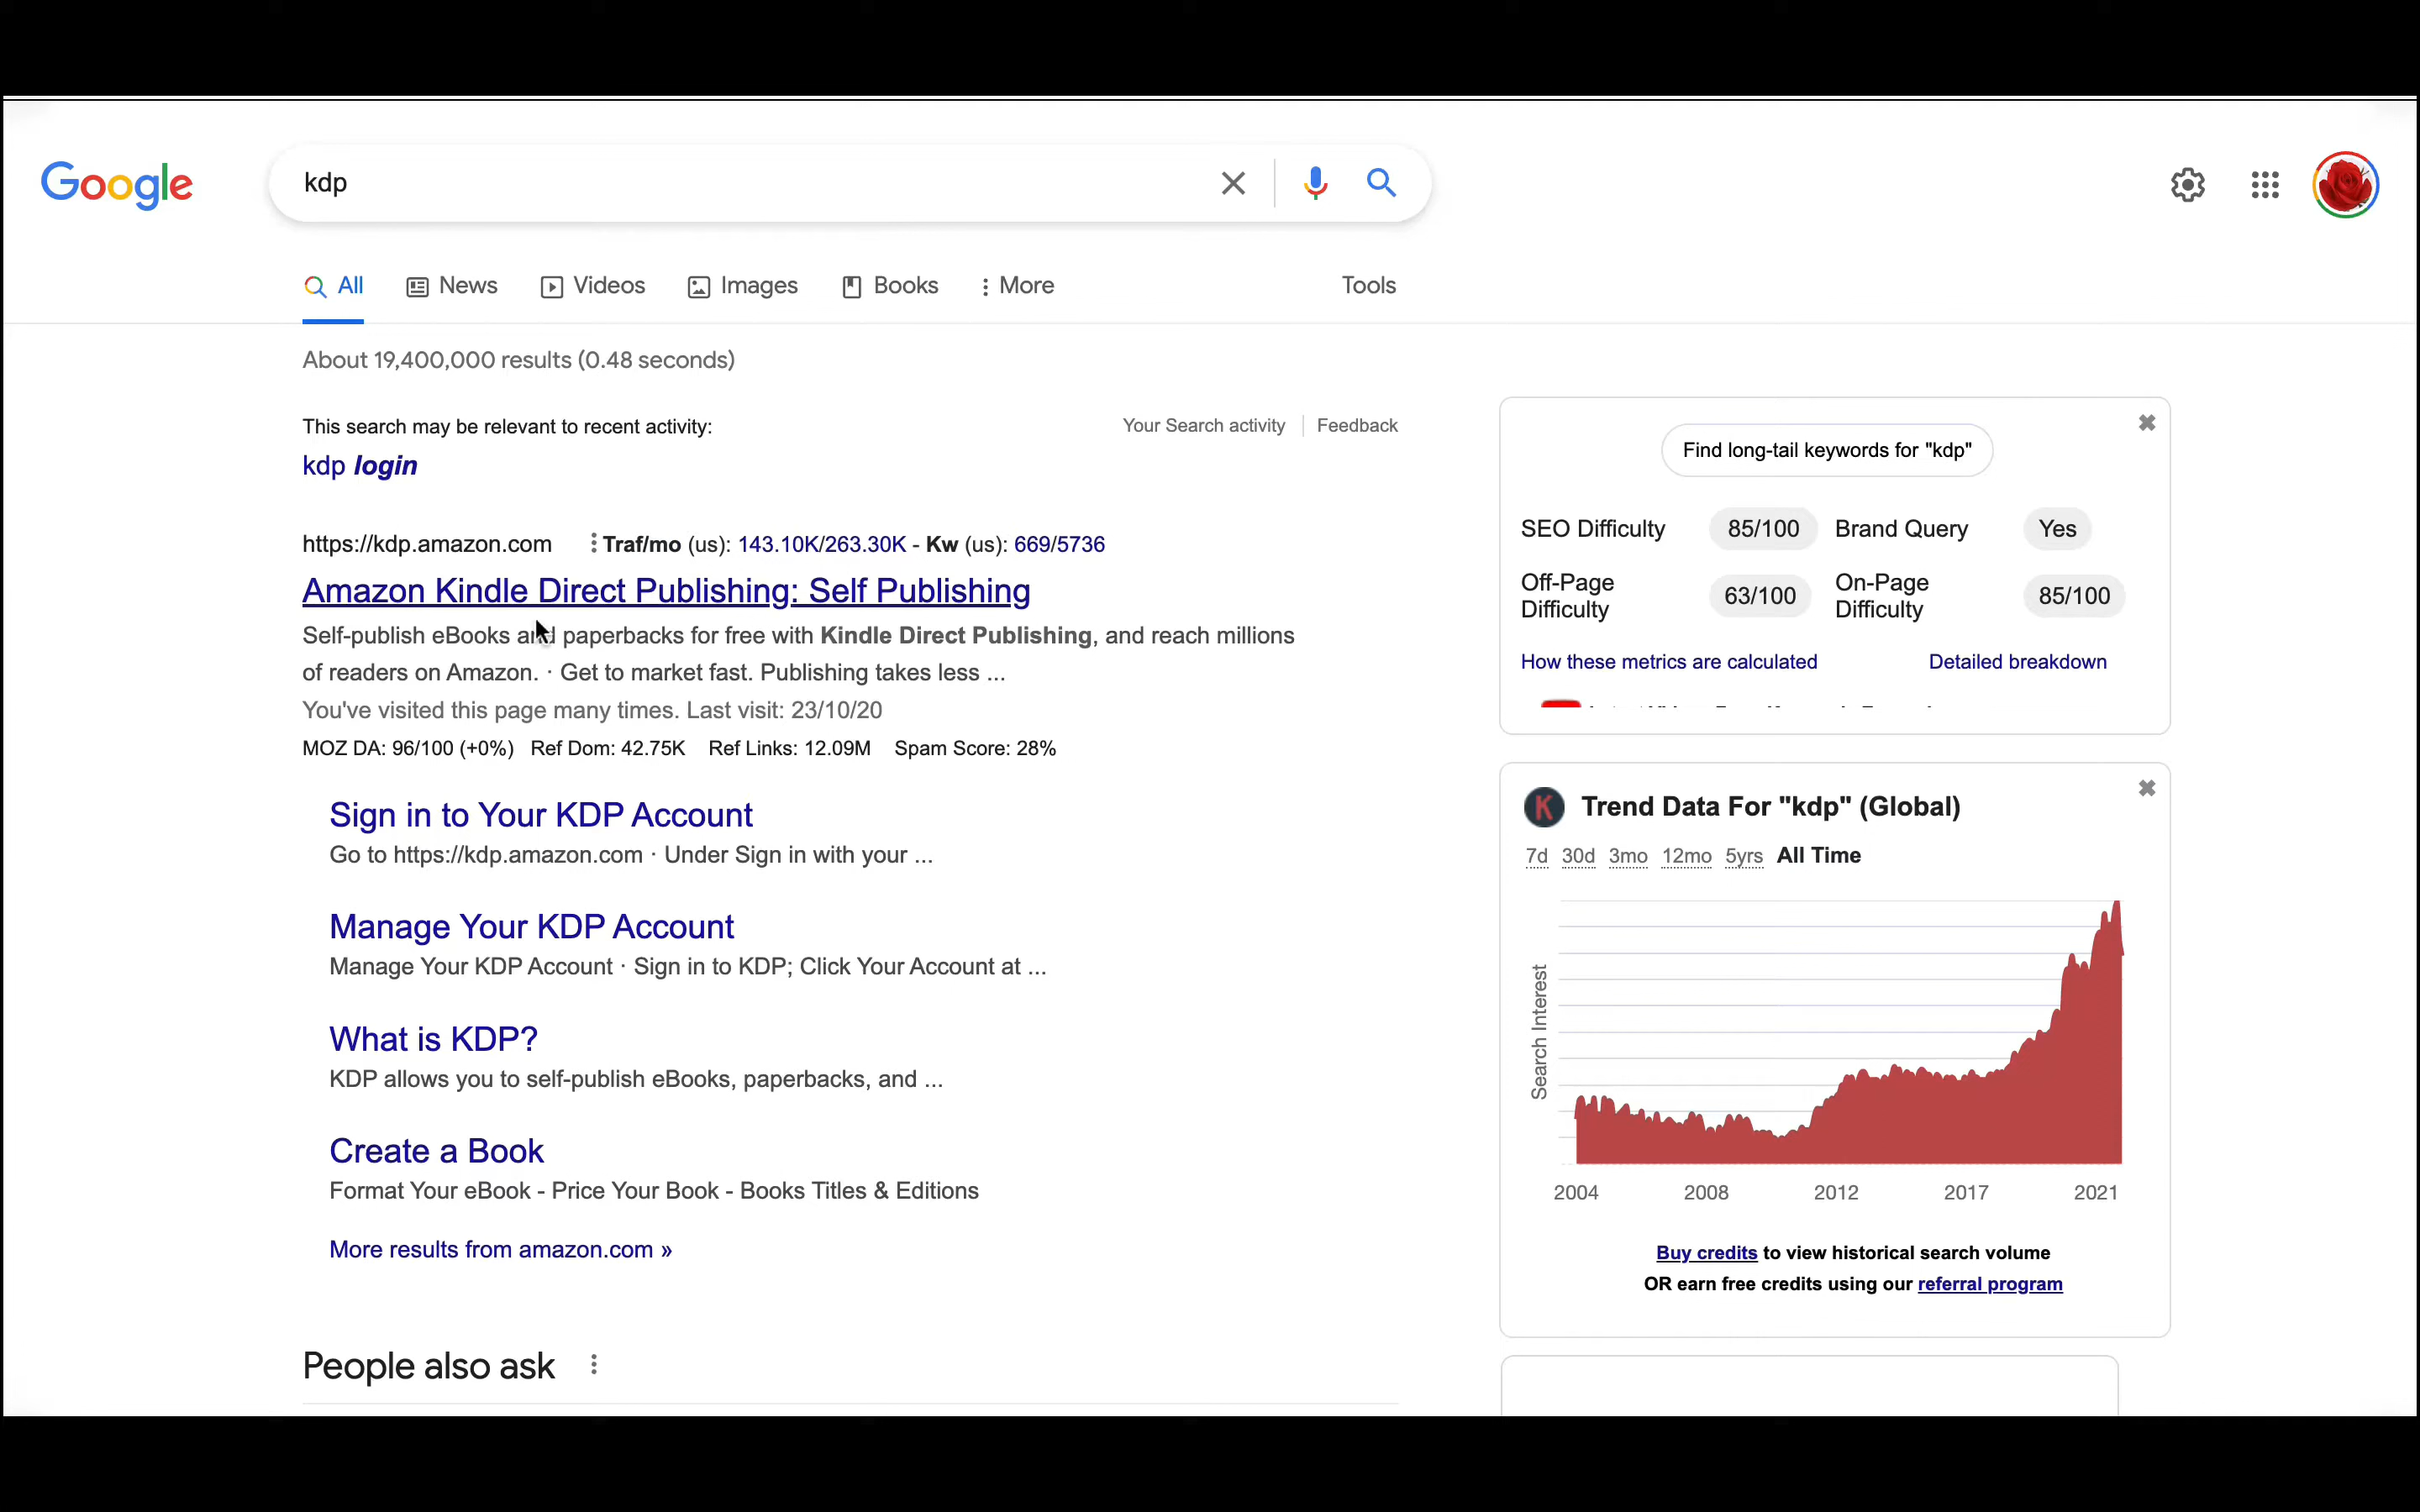 Google
kdp
All
News
Videos
Images
Books
More
Tools
About 19,400,000 results (0.48 seconds)
This search may be relevant to recent activity:
Your Search activity
Feedback
kdp login
https://kdp.amazon.com
Traf/mo (us): 143.10K/263.30K - Kw (us): 669/5736
Amazon Kindle Direct Publishing: Self Publishing
Self-publish eBooks and paperbacks for free with Kindle Direct Publishing, and reach millions
of readers on Amazon. · Get to market fast. Publishing takes less ...
You've visited this page many times. Last visit: 23/10/20
MOZ DA: 96/100 (+0%) Ref Dom: 42.75K Ref Links: 12.09M Spam Score: 28%
Sign in to Your KDP Account
Go to https://kdp.amazon.com · Under Sign in with your ...
Manage Your KDP Account
Manage Your KDP Account · Sign in to KDP; Click Your Account at ...
What is KDP?
KDP allows you to self-publish eBooks, paperbacks, and ...
Create a Book
Format Your eBook - Price Your Book - Books Titles & Editions
More results from amazon.com »
People also ask
Find long-tail keywords for "kdp"
SEO Difficulty 85/100 Brand Query Yes
Off-Page Difficulty 63/100 On-Page Difficulty 85/100
How these metrics are calculated
Detailed breakdown
K
Trend Data For "kdp" (Global)
7d 30d 3mo 12mo 5yrs All Time
Search Interest
2004 2008 2012 2017 2021
Buy credits to view historical search volume
OR earn free credits using our referral program